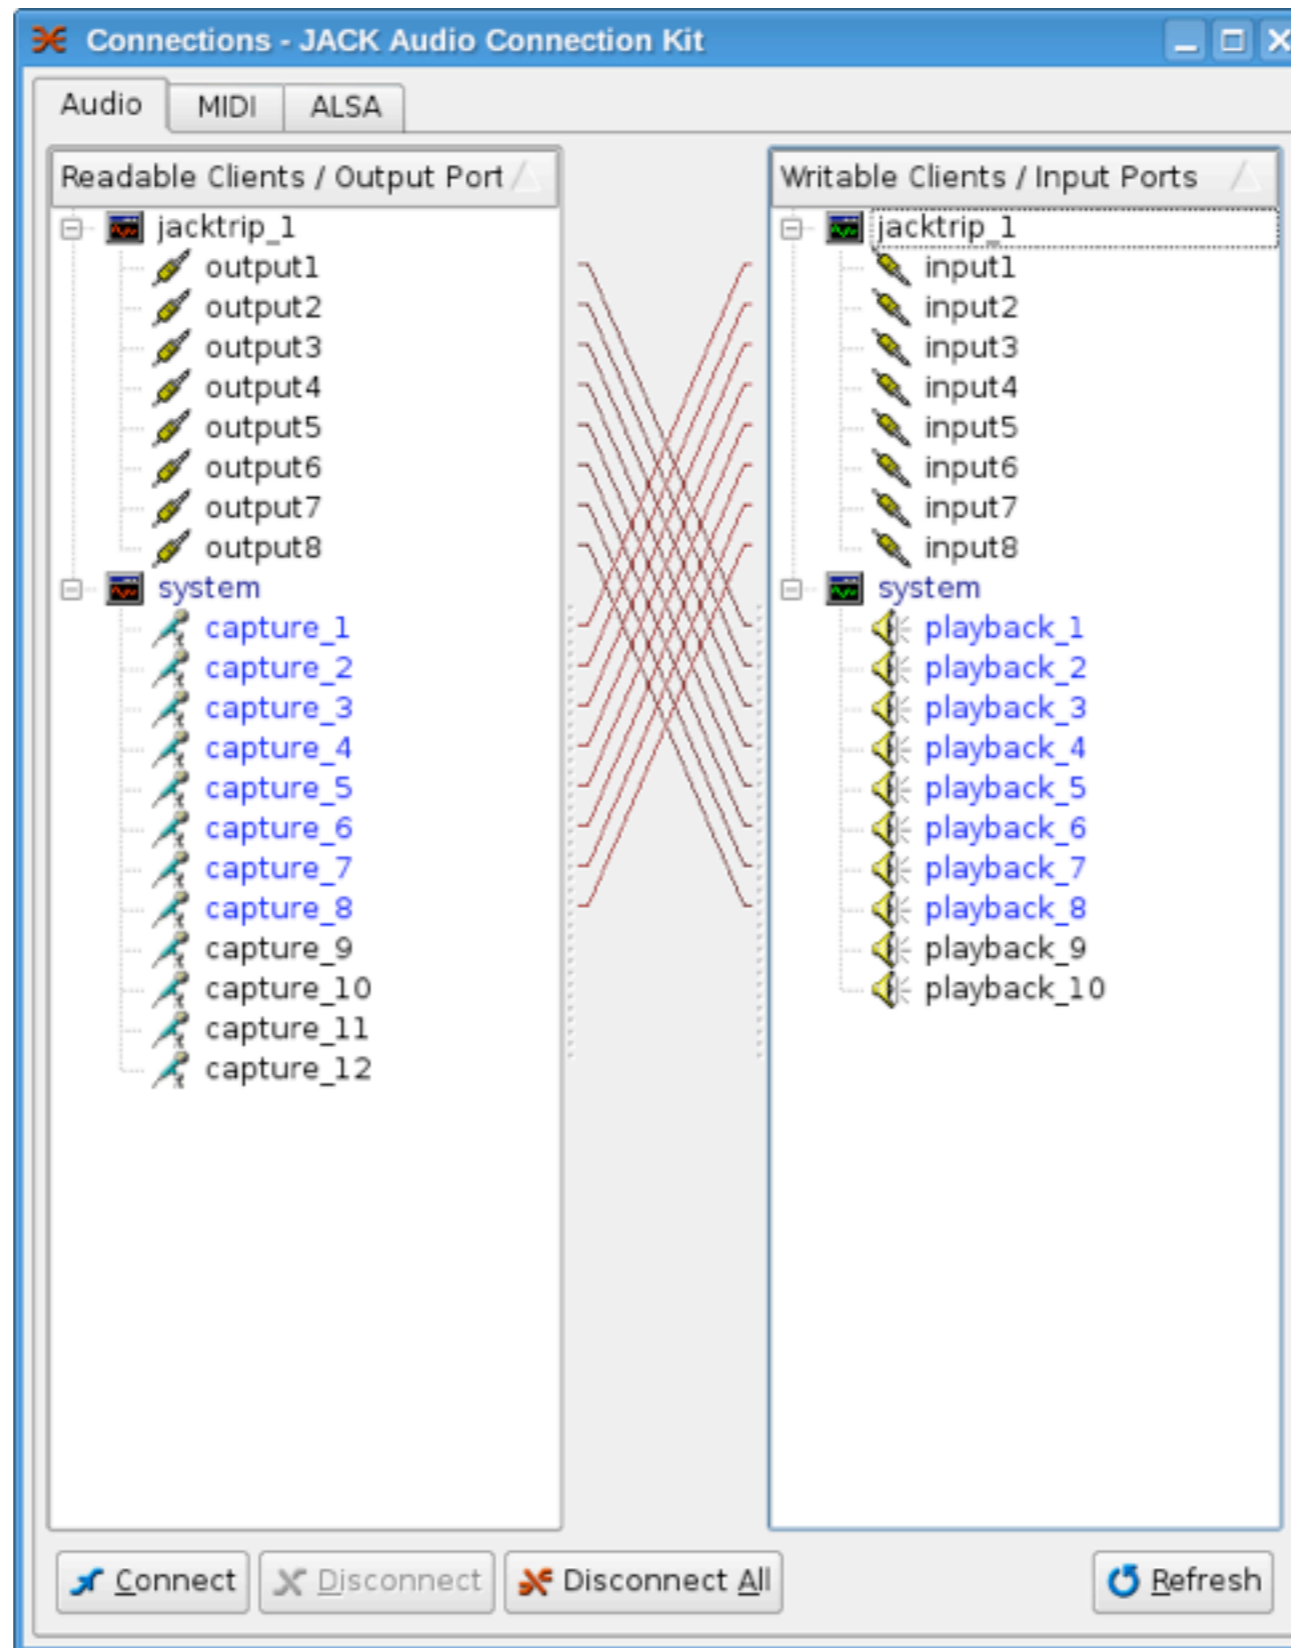 Connections - JACK Audio Connection Kit
Audio MIDI ALSA
Readable Clients / Output Port
jacktrip_1
output1
output2
output3
output4
output5
output6
output7
output8
system
capture_1
capture_2
capture_3
capture_4
capture_5
capture_6
capture_7
capture_8
capture_9
capture_10
capture_11
capture_12
Writable Clients / Input Ports
jacktrip_1
input1
input2
input3
input4
input5
input6
input7
input8
system
playback_1
playback_2
playback_3
playback_4
playback_5
playback_6
playback_7
playback_8
playback_9
playback_10
Connect Disconnect Disconnect All Refresh